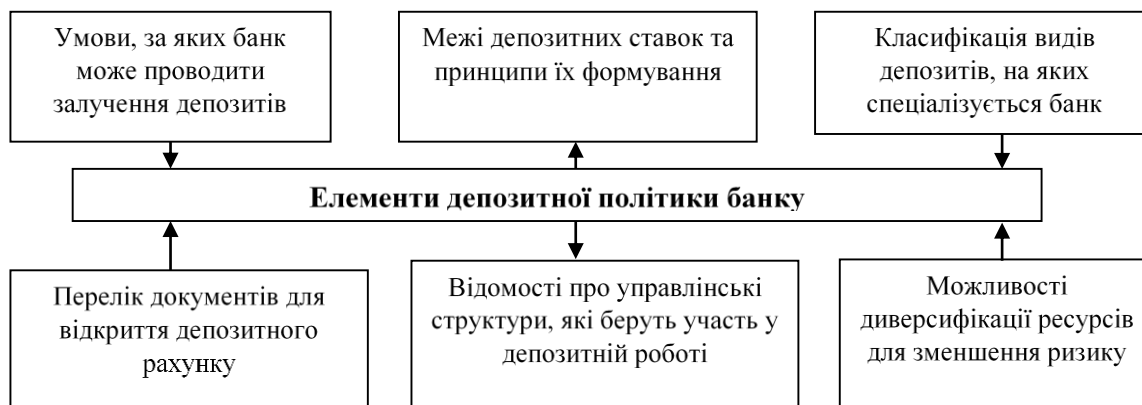 Умови, за яких банк
може проводити
залучення депозитів
Межі депозитних ставок та
принципи їх формування
Класифікація видів
депозитів, на яких
спеціалізується банк
Елементи депозитної політики банку
Перелік документів для
відкриття депозитного
рахунку
Відомості про управлінські
структури, які беруть участь у
депозитній роботі
Можливості
диверсифікації ресурсів
для зменшення ризику